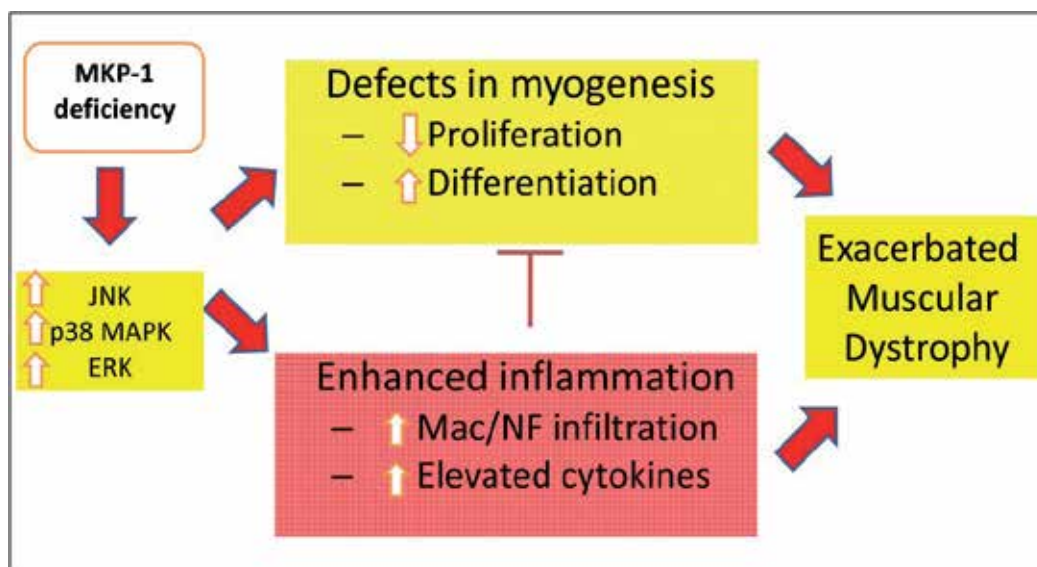 MKP-1
deficiency
JNK
p38 MAPK
ERK
Defects in myogenesis
– Proliferation
– Differentiation
Enhanced inflammation
– Mac/NF infiltration
– Elevated cytokines
Exacerbated
Muscular
Dystrophy